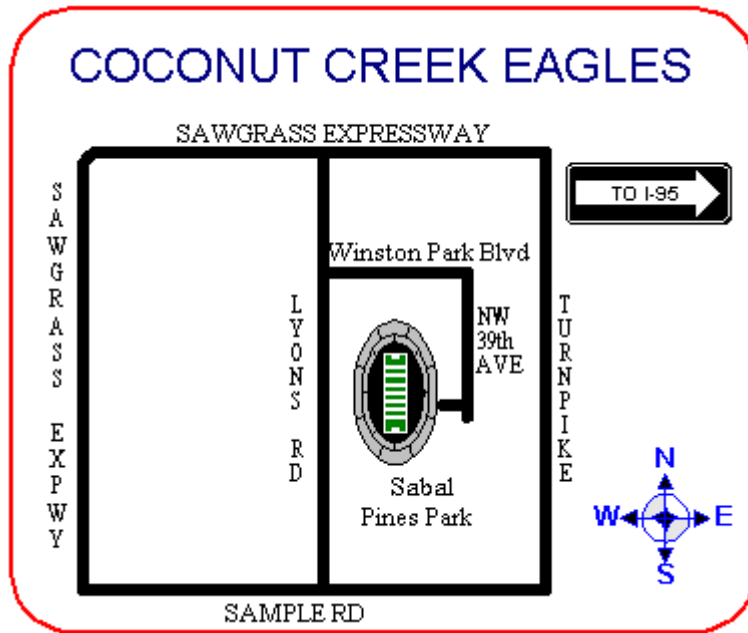 COCONUT CREEK EAGLES
SAWGRASS EXPRESSWAY
TO I-95
SAWGRASS EXPWY
Winston Park Blvd
LYONS RD
NW
39th
AVE
TURNPIKE
Sabal
Pines Park
N
W E
S
SAMPLE RD